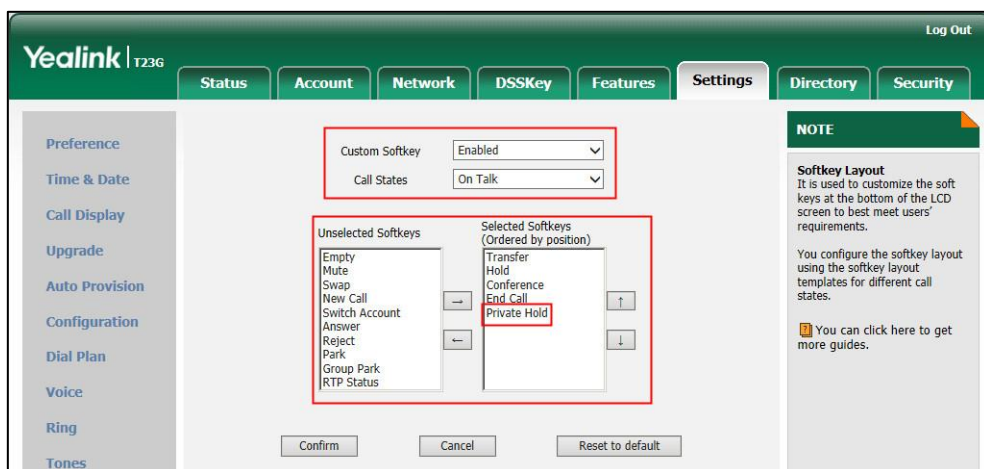 Log Out
Yealink | T23G
Status Account Network DSSKey Features Settings Directory Security
Preference
Time & Date
Call Display
Upgrade
Auto Provision
Configuration
Dial Plan
Voice
Ring
Tones
Custom Softkey Enabled
Call States On Talk
Unselected Softkeys
Empty
Mute
Swap
New Call
Switch Account
Answer
Reject
Park
Group Park
RTP Status
→
←
Selected Softkeys
(Ordered by position)
Transfer
Hold
Conference
End Call
Private Hold
↑
↓
Confirm Cancel Reset to default
NOTE
Softkey Layout
It is used to customize the soft
keys at the bottom of the LCD
screen to best meet users'
requirements.
You configure the softkey layout
using the softkey layout
templates for different call
states.
? You can click here to get
more guides.